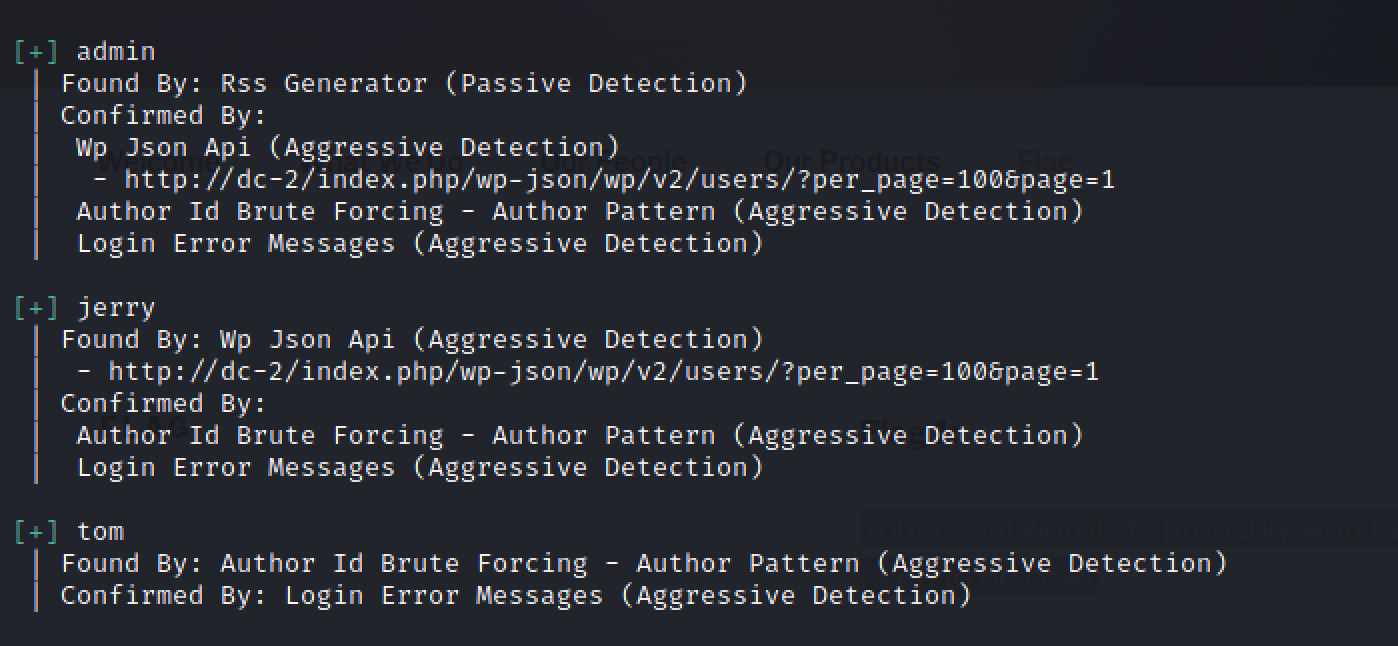 [+] admin
| Found By: Rss Generator (Passive Detection)
| Confirmed By:
| Wp Json Api (Aggressive Detection)
| - http://dc-2/index.php/wp-json/wp/v2/users/?per_page=100&page=1
| Author Id Brute Forcing - Author Pattern (Aggressive Detection)
| Login Error Messages (Aggressive Detection)
[+] jerry
| Found By: Wp Json Api (Aggressive Detection)
| - http://dc-2/index.php/wp-json/wp/v2/users/?per_page=100&page=1
| Confirmed By:
| Author Id Brute Forcing - Author Pattern (Aggressive Detection)
| Login Error Messages (Aggressive Detection)
[+] tom
Your usual wordlists probably won't
| Found By: Author Id Brute Forcing - Author Pattern (Aggressive Detection)
| Confirmed By: Login Error Messages (Aggressive Detection)